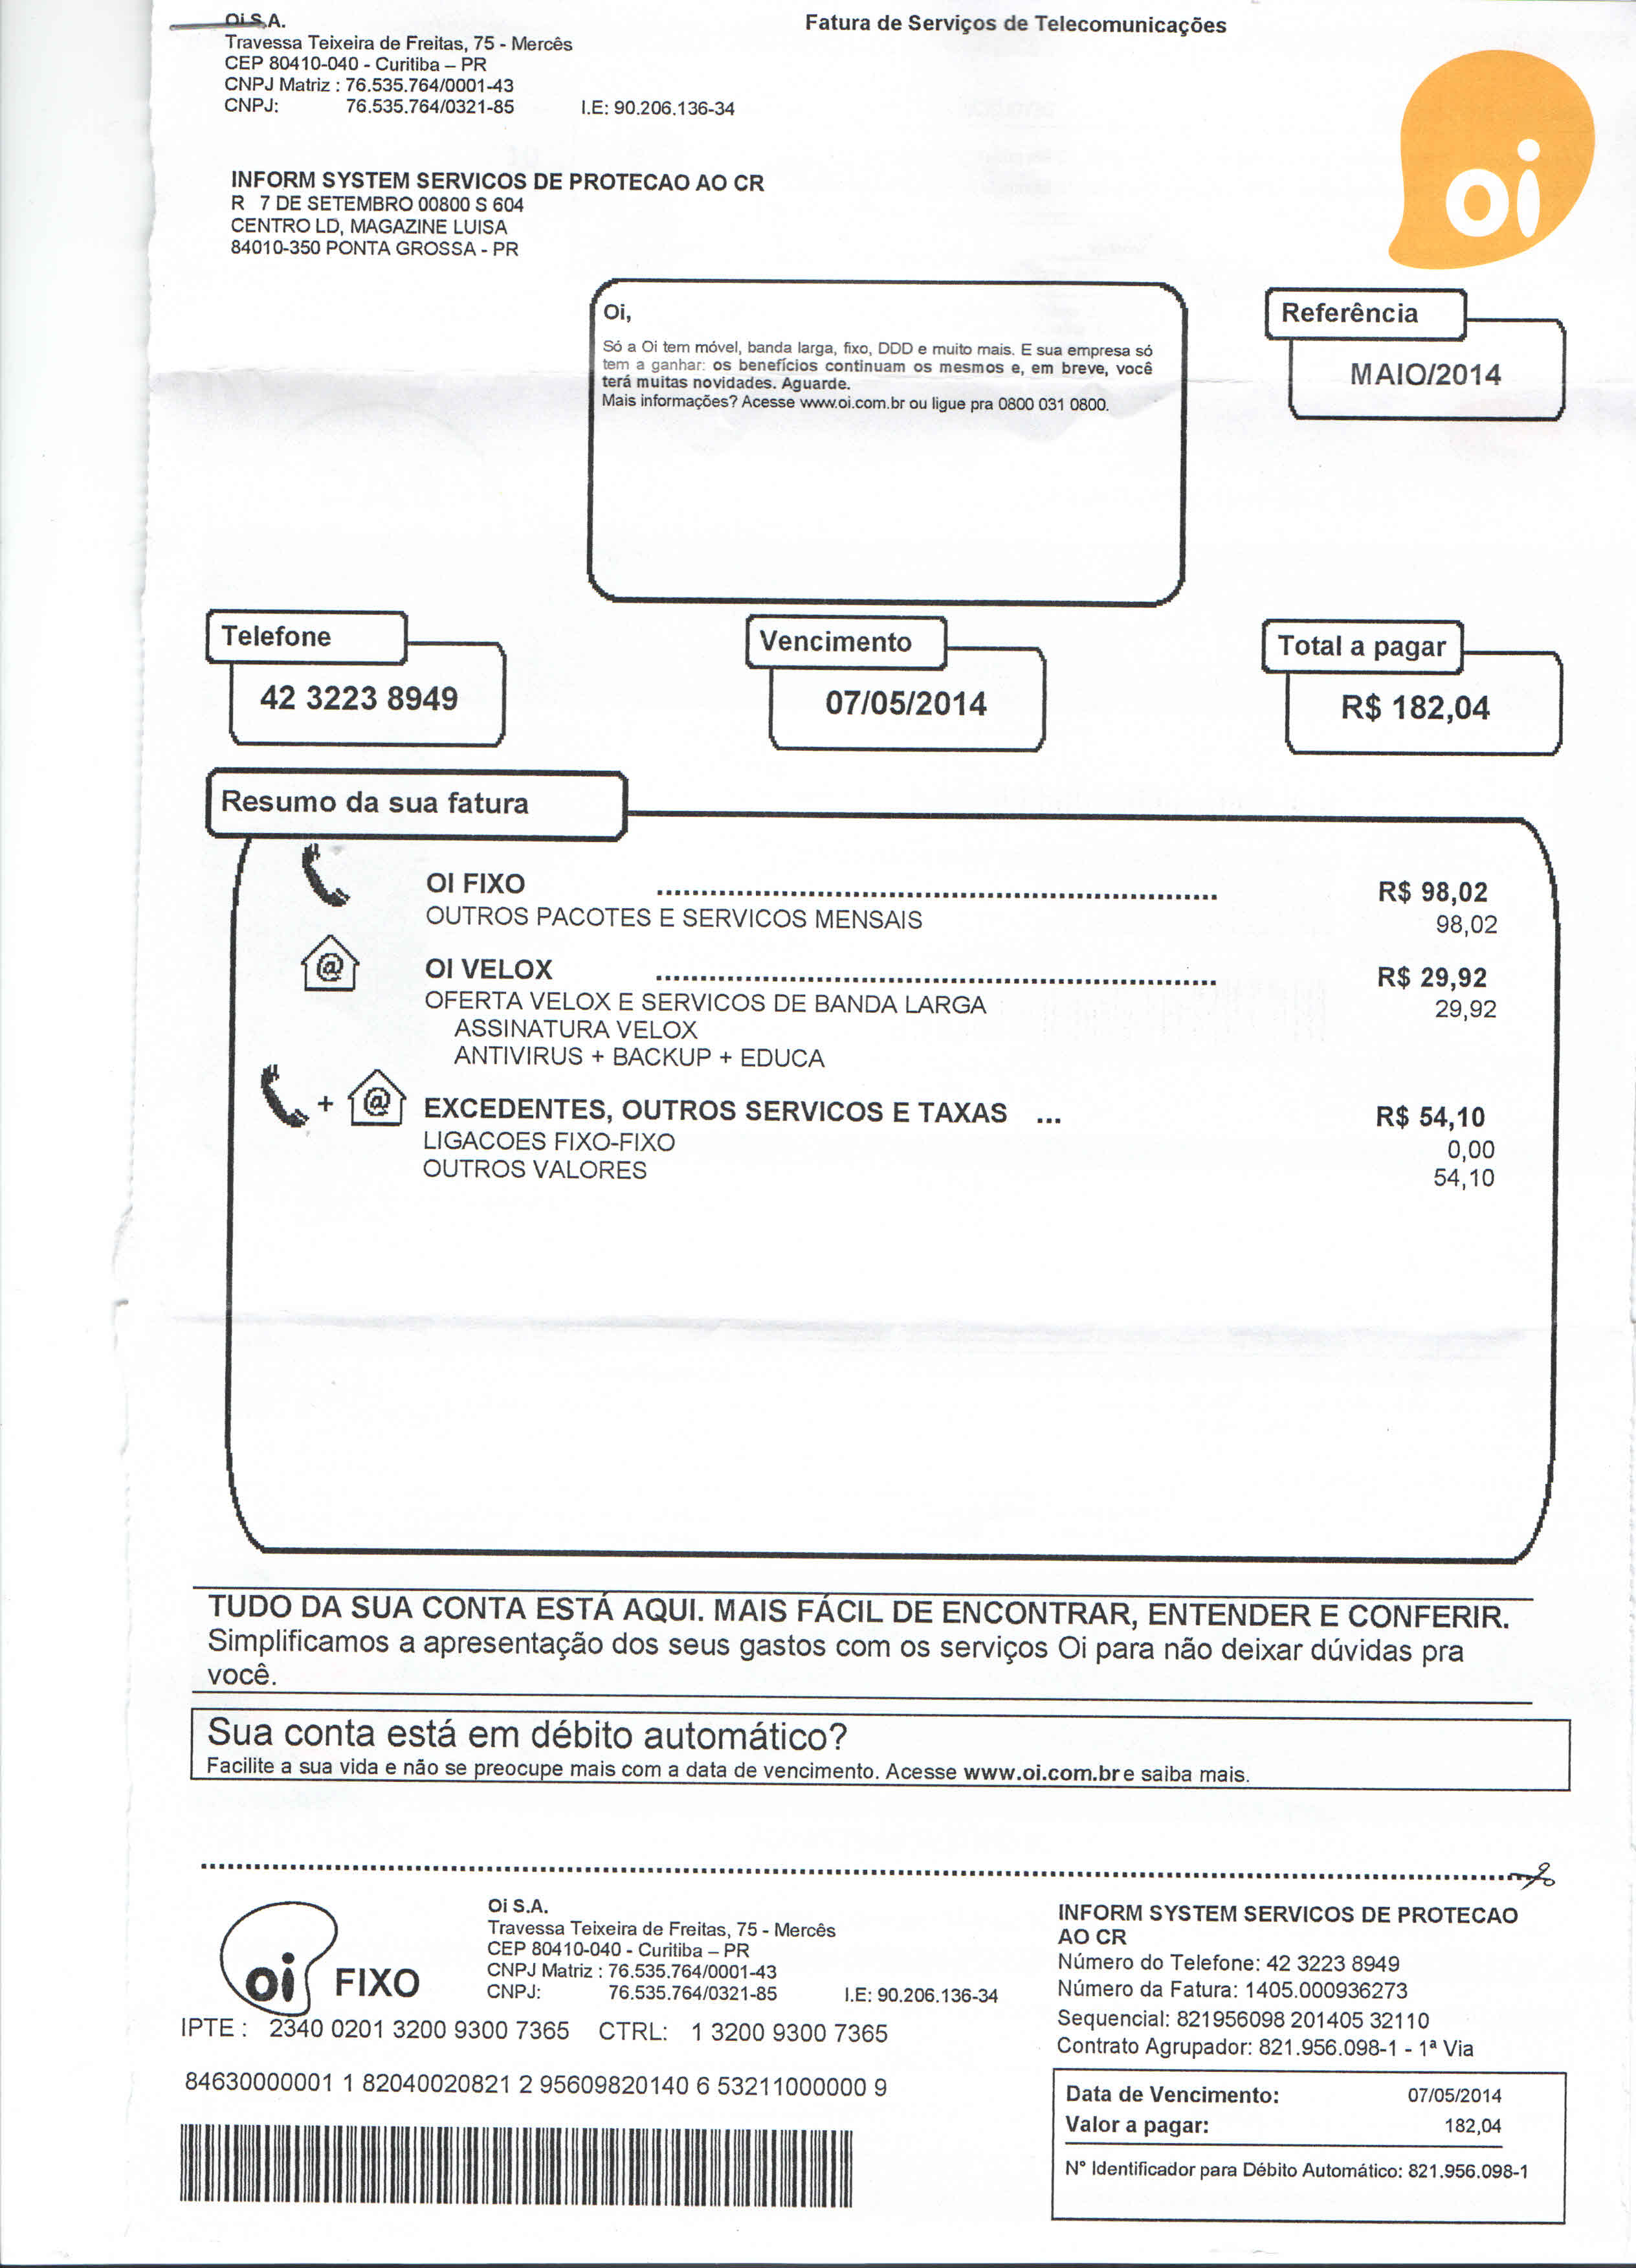 Oi S.A.
Travessa Teixeira de Freitas, 75 - Mercês
CEP 80410-040 - Curitiba – PR
CNPJ Matriz : 76.535.764/0001-43
CNPJ: 76.535.764/0321-85 I.E: 90.206.136-34
Fatura de Serviços de Telecomunicações
oi
INFORM SYSTEM SERVICOS DE PROTECAO AO CR
R 7 DE SETEMBRO 00800 S 604
CENTRO LD, MAGAZINE LUISA
84010-350 PONTA GROSSA - PR
Oi,
Só a Oi tem móvel, banda larga, fixo, DDD e muito mais. E sua empresa só
tem a ganhar: os benefícios continuam os mesmos e, em breve, você
terá muitas novidades. Aguarde.
Mais informações? Acesse www.oi.com.br ou ligue pra 0800 031 0800.
Referência
MAIO/2014
Telefone
42 3223 8949
Vencimento
07/05/2014
Total a pagar
R$ 182,04
Resumo da sua fatura
OI FIXO R$ 98,02
OUTROS PACOTES E SERVICOS MENSAIS 98,02
@ OI VELOX R$ 29,92
OFERTA VELOX E SERVICOS DE BANDA LARGA 29,92
ASSINATURA VELOX
ANTIVIRUS + BACKUP + EDUCA
+ @ EXCEDENTES, OUTROS SERVICOS E TAXAS ... R$ 54,10
LIGACOES FIXO-FIXO 0,00
OUTROS VALORES 54,10
TUDO DA SUA CONTA ESTÁ AQUI. MAIS FÁCIL DE ENCONTRAR, ENTENDER E CONFERIR.
Simplificamos a apresentação dos seus gastos com os serviços Oi para não deixar dúvidas pra
você.
Sua conta está em débito automático?
Facilite a sua vida e não se preocupe mais com a data de vencimento. Acesse www.oi.com.br e saiba mais.
oi FIXO
Oi S.A.
Travessa Teixeira de Freitas, 75 - Mercês
CEP 80410-040 - Curitiba – PR
CNPJ Matriz : 76.535.764/0001-43
CNPJ: 76.535.764/0321-85 I.E: 90.206.136-34
IPTE : 2340 0201 3200 9300 7365 CTRL: 1 3200 9300 7365
84630000001 1 82040020821 2 95609820140 6 53211000000 9
INFORM SYSTEM SERVICOS DE PROTECAO
AO CR
Número do Telefone: 42 3223 8949
Número da Fatura: 1405.000936273
Sequencial: 821956098 201405 32110
Contrato Agrupador: 821.956.098-1 - 1ª Via
Data de Vencimento: 07/05/2014
Valor a pagar: 182,04
Nº Identificador para Débito Automático: 821.956.098-1